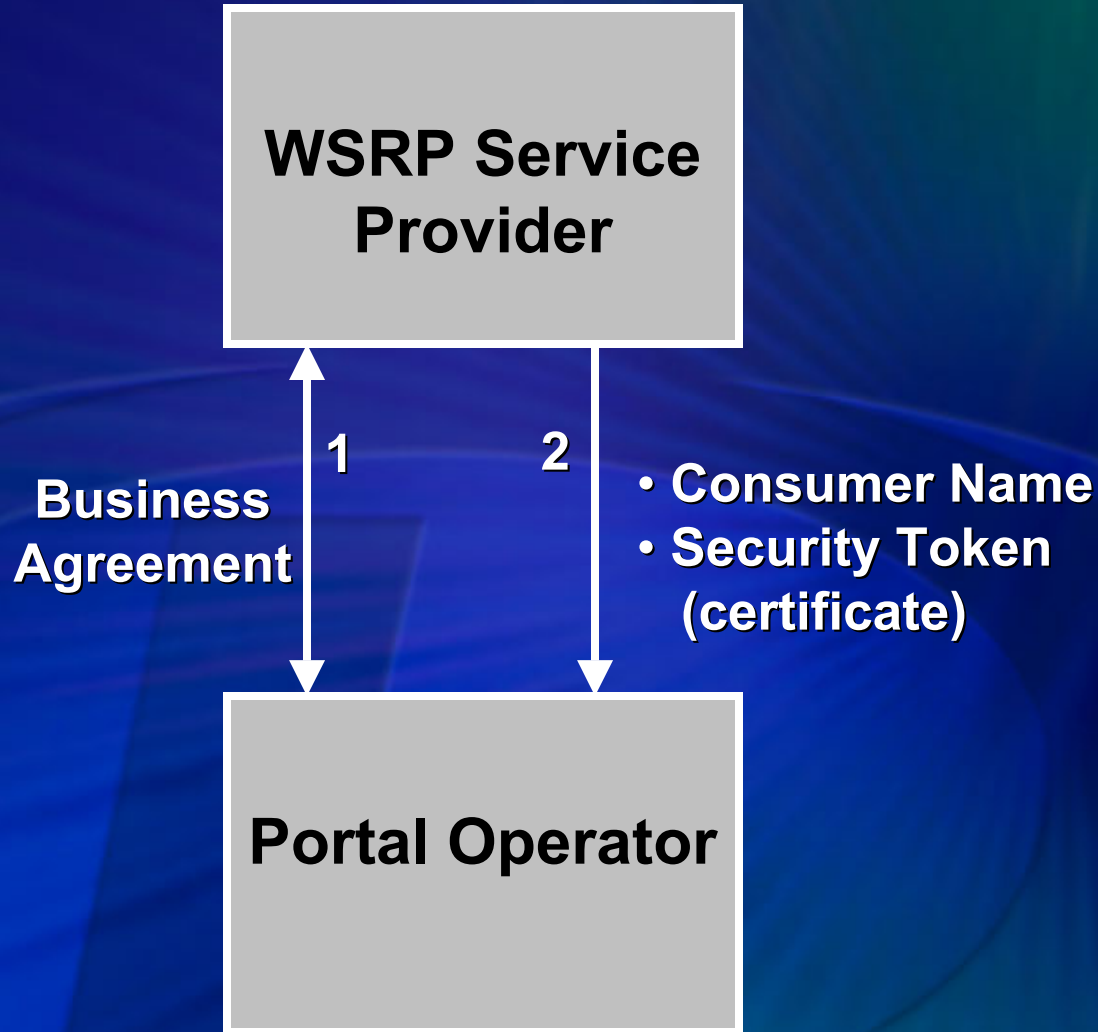 WSRP Service
Provider
1
2
Business
Agreement
• Consumer Name
• Security Token
(certificate)
Portal Operator